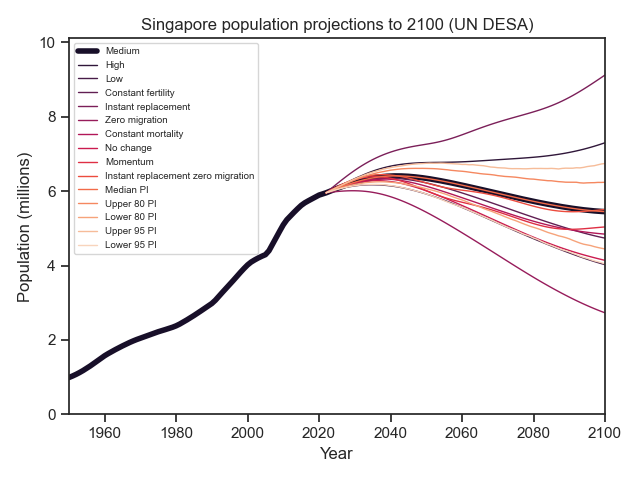 Singapore population projections to 2100 (UN DESA)
10
8
6
4
2
0
Population (millions)
Medium
High
Low
Constant fertility
Instant replacement
Zero migration
Constant mortality
No change
Momentum
Instant replacement zero migration
Median PI
Upper 80 PI
Lower 80 PI
Upper 95 PI
Lower 95 PI
1960 1980 2000 2020 2040 2060 2080 2100
Year